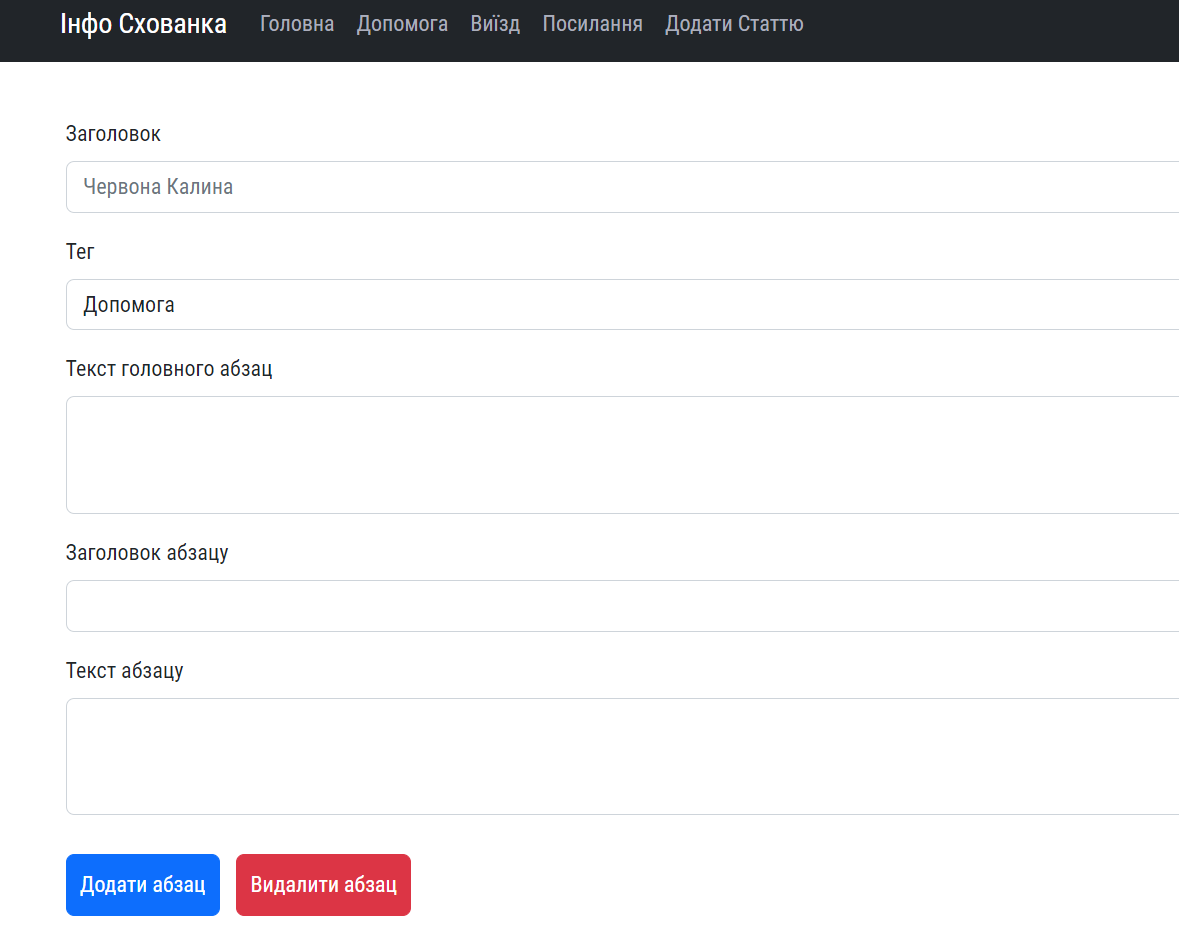 Інфо Схованка Головна Допомога Виїзд Посилання Додати Статтю
Заголовок
Червона Калина
Тег
Допомога
Текст головного абзац
Заголовок абзацу
Текст абзацу
Додати абзац Видалити абзац